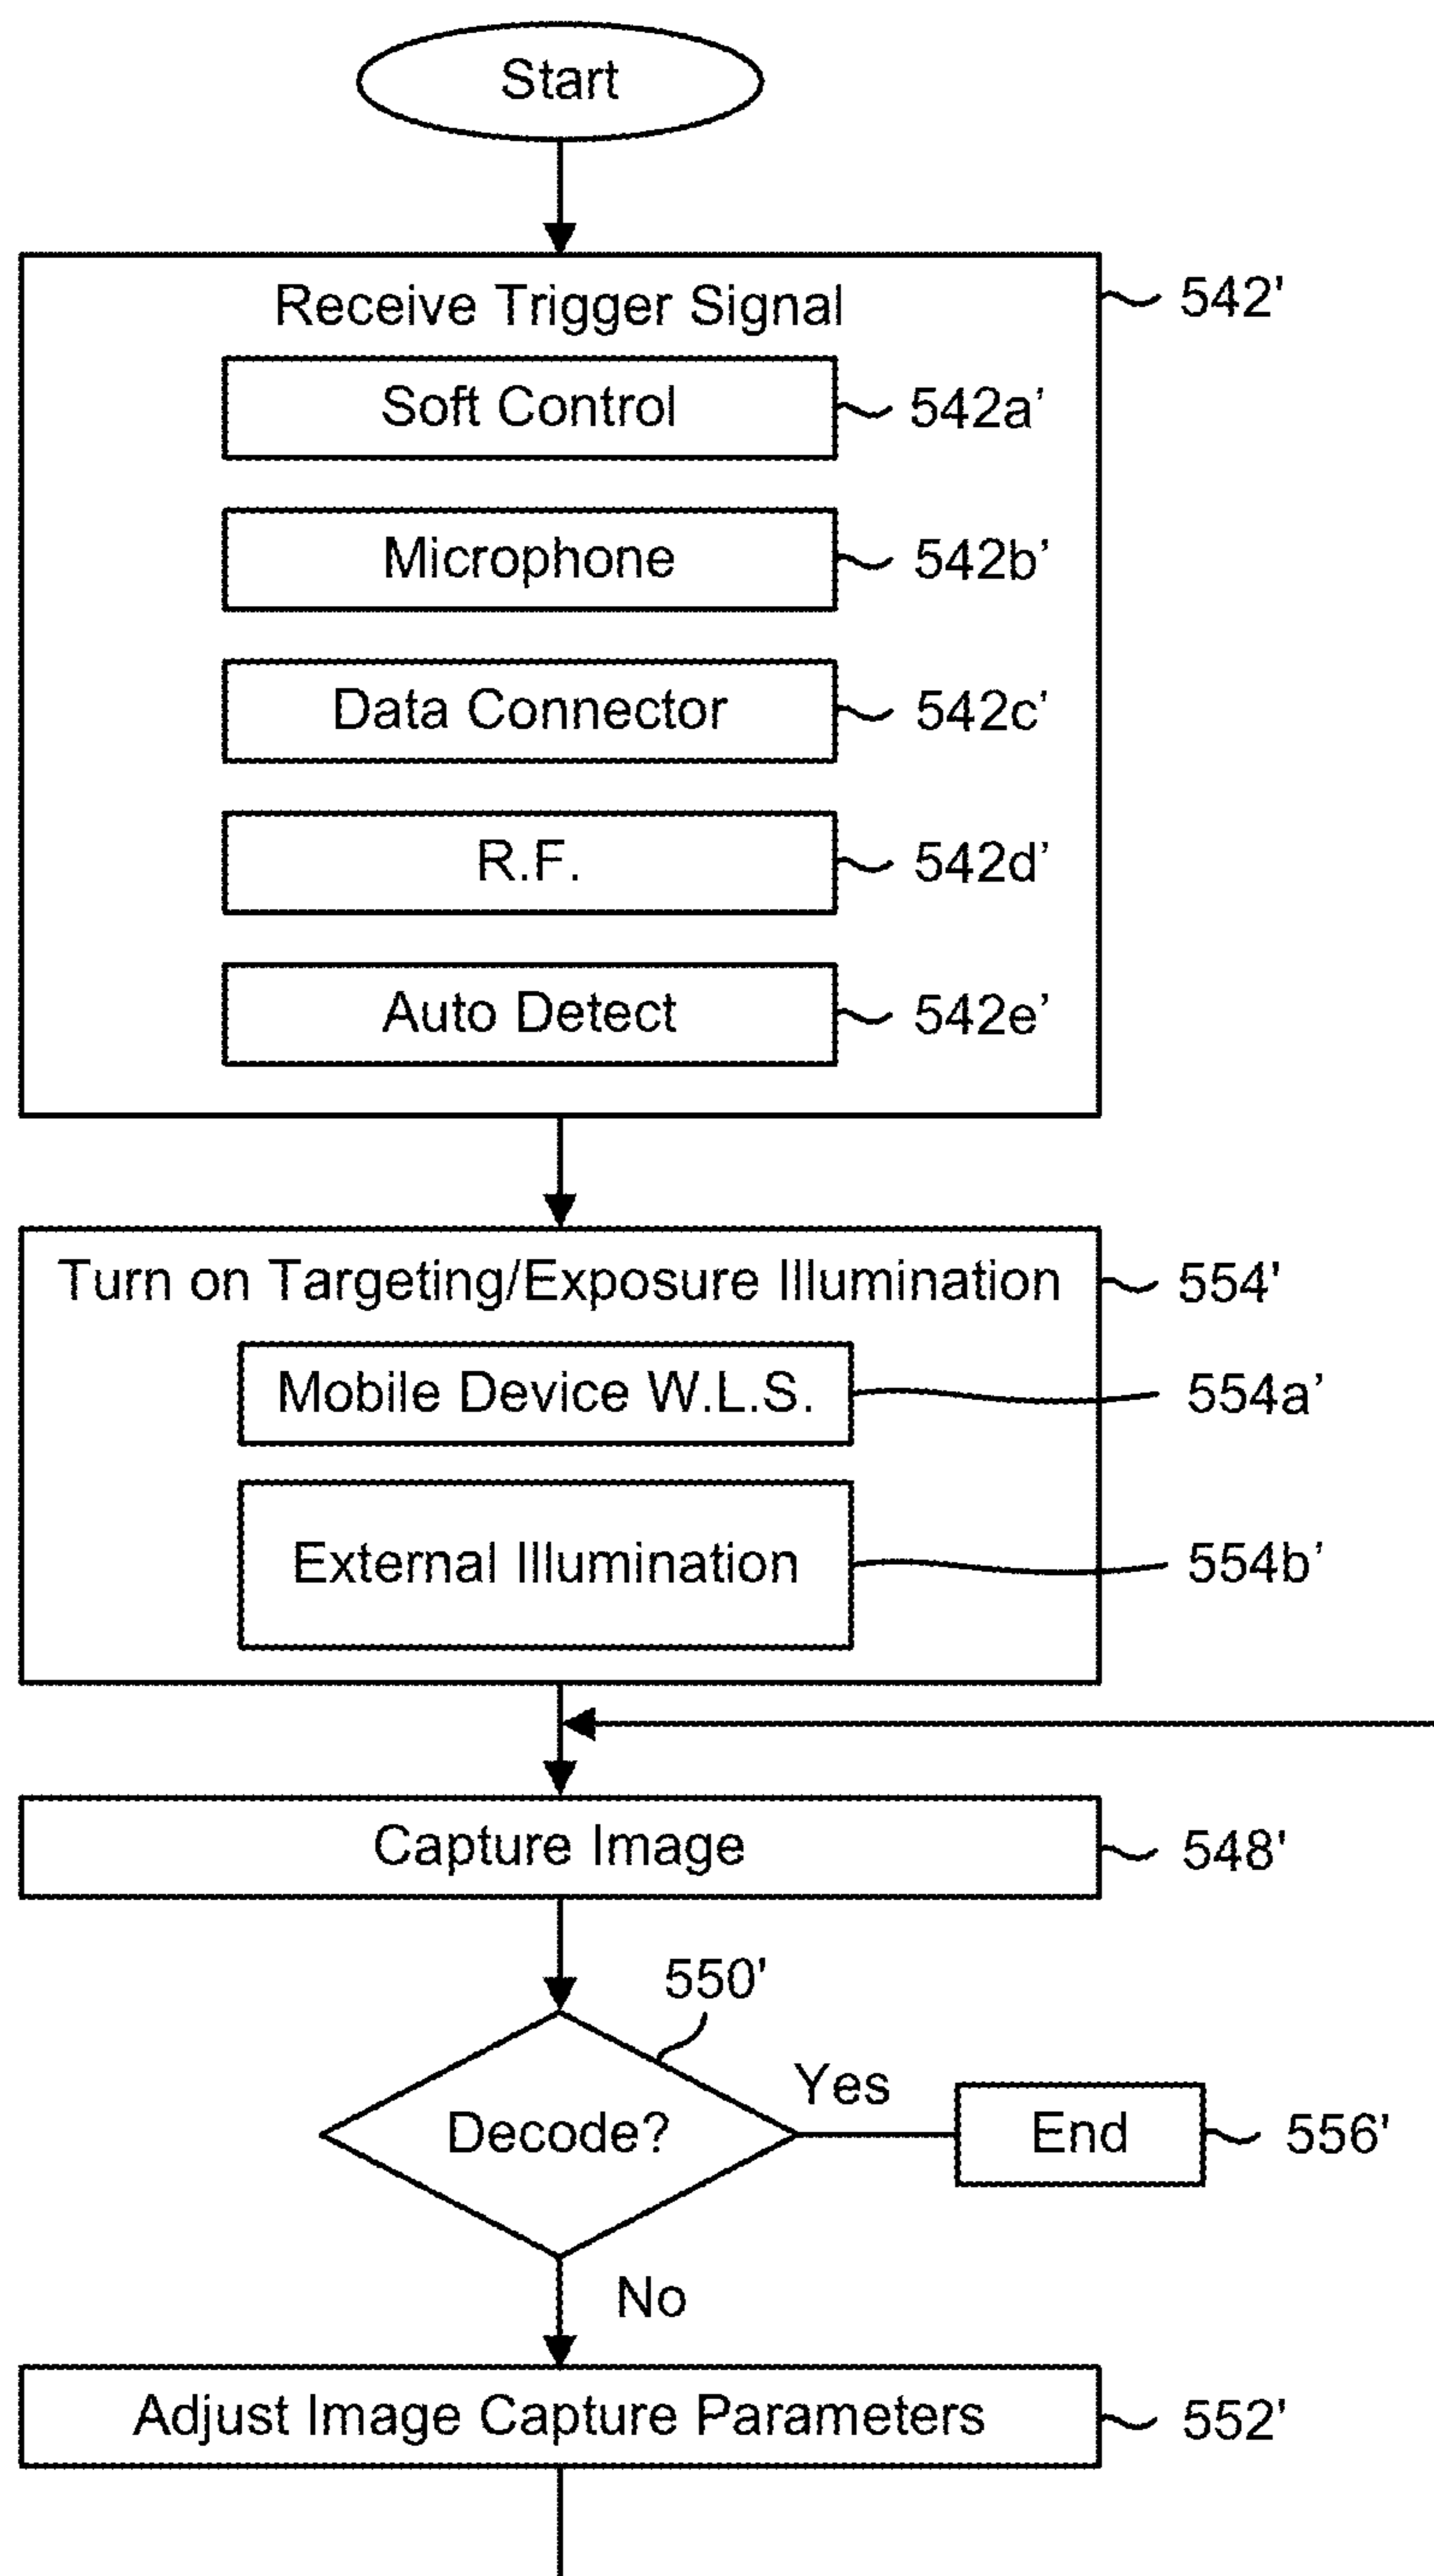 Start
Receive Trigger Signal
542'
Soft Control
542a’
Microphone
542b’
Data Connector
542c’
R.F.
542d’
Auto Detect
542e’
Turn on Targeting/Exposure Illumination
554'
Mobile Device W.L.S.
554a’
External Illumination
554b’
Capture Image
548'
550'
Decode?
Yes
End
556'
No
Adjust Image Capture Parameters
552'